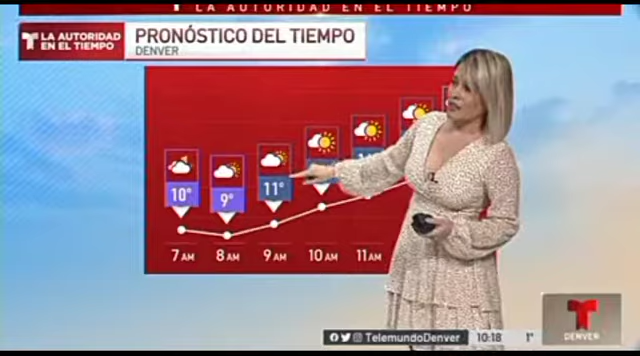 LA AUTORIDAD EN EL TIEMPO
T LA AUTORIDAD
EN EL TIEMPO
PRONÓSTICO DEL TIEMPO
DENVER
10° 9° 11°
7 AM 8 AM 9 AM 10 AM 11 AM
TelemundoDenver 10:18 1°
T
DENVER